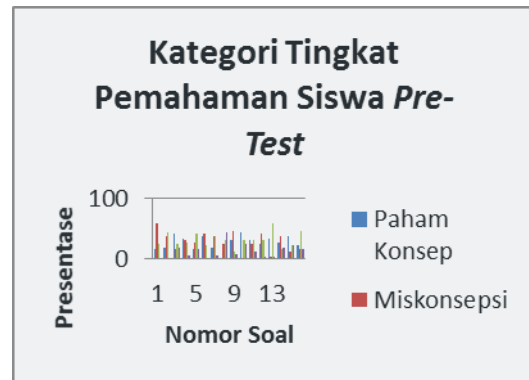 Kategori Tingkat
Pemahaman Siswa Pre-
Test
100
0
Presentase
1 5 9 13
Nomor Soal
Paham
Konsep
Miskonsepsi